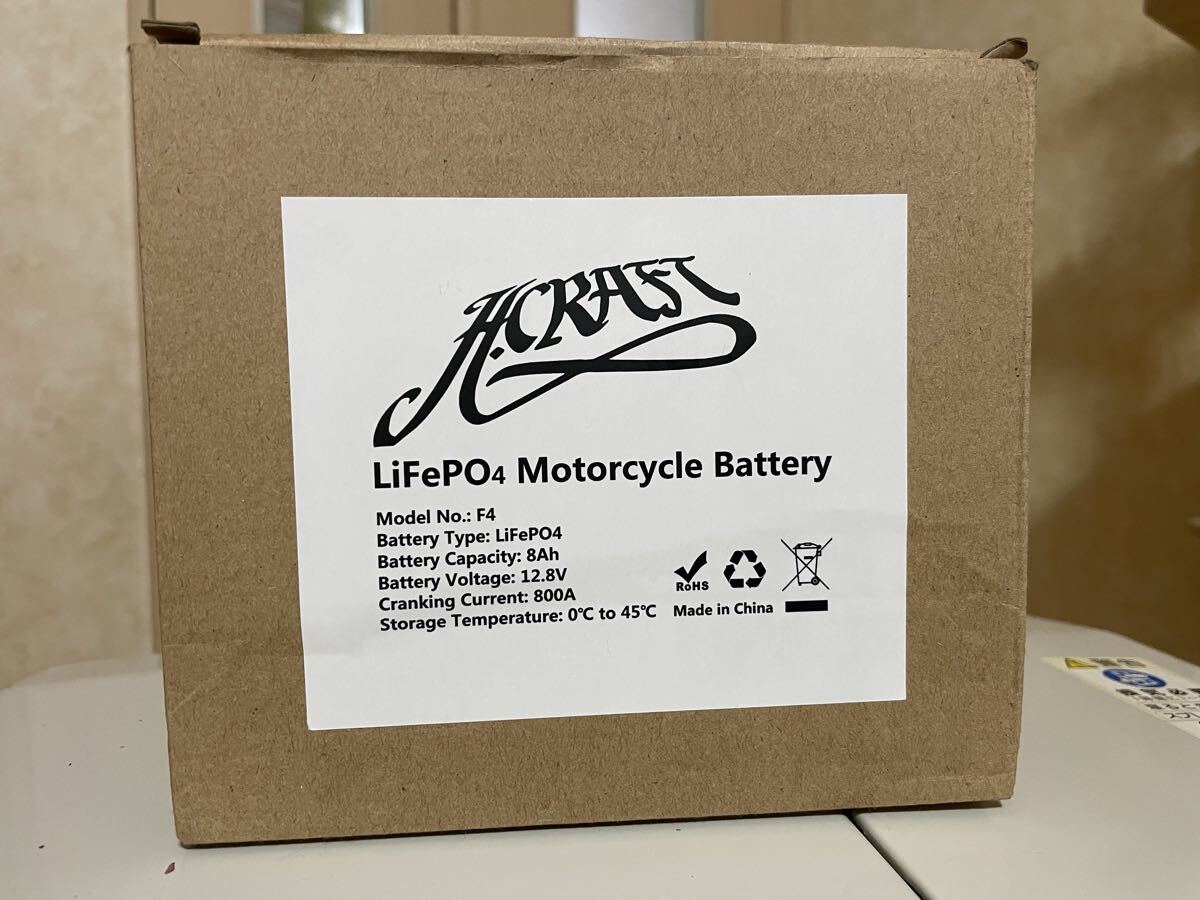 H.CRAFT
LiFePO4 Motorcycle Battery
Model No.: F4
Battery Type: LiFePO4
Battery Capacity: 8Ah
Battery Voltage: 12.8V
Cranking Current: 800A
Storage Temperature: 0℃ to 45℃
RoHS
Made in China